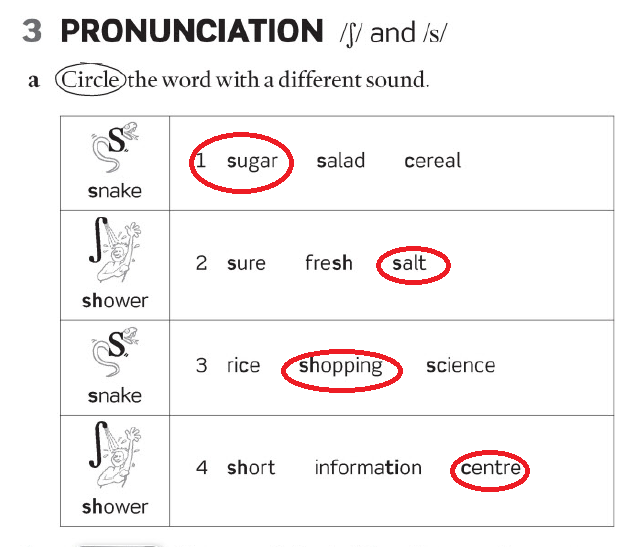 3 PRONUNCIATION /ʃ/ and /s/
a Circle the word with a different sound.
s
snake
1 sugar salad cereal
ʃ
shower
2 sure fresh salt
s
snake
3 rice shopping science
ʃ
shower
4 short information centre